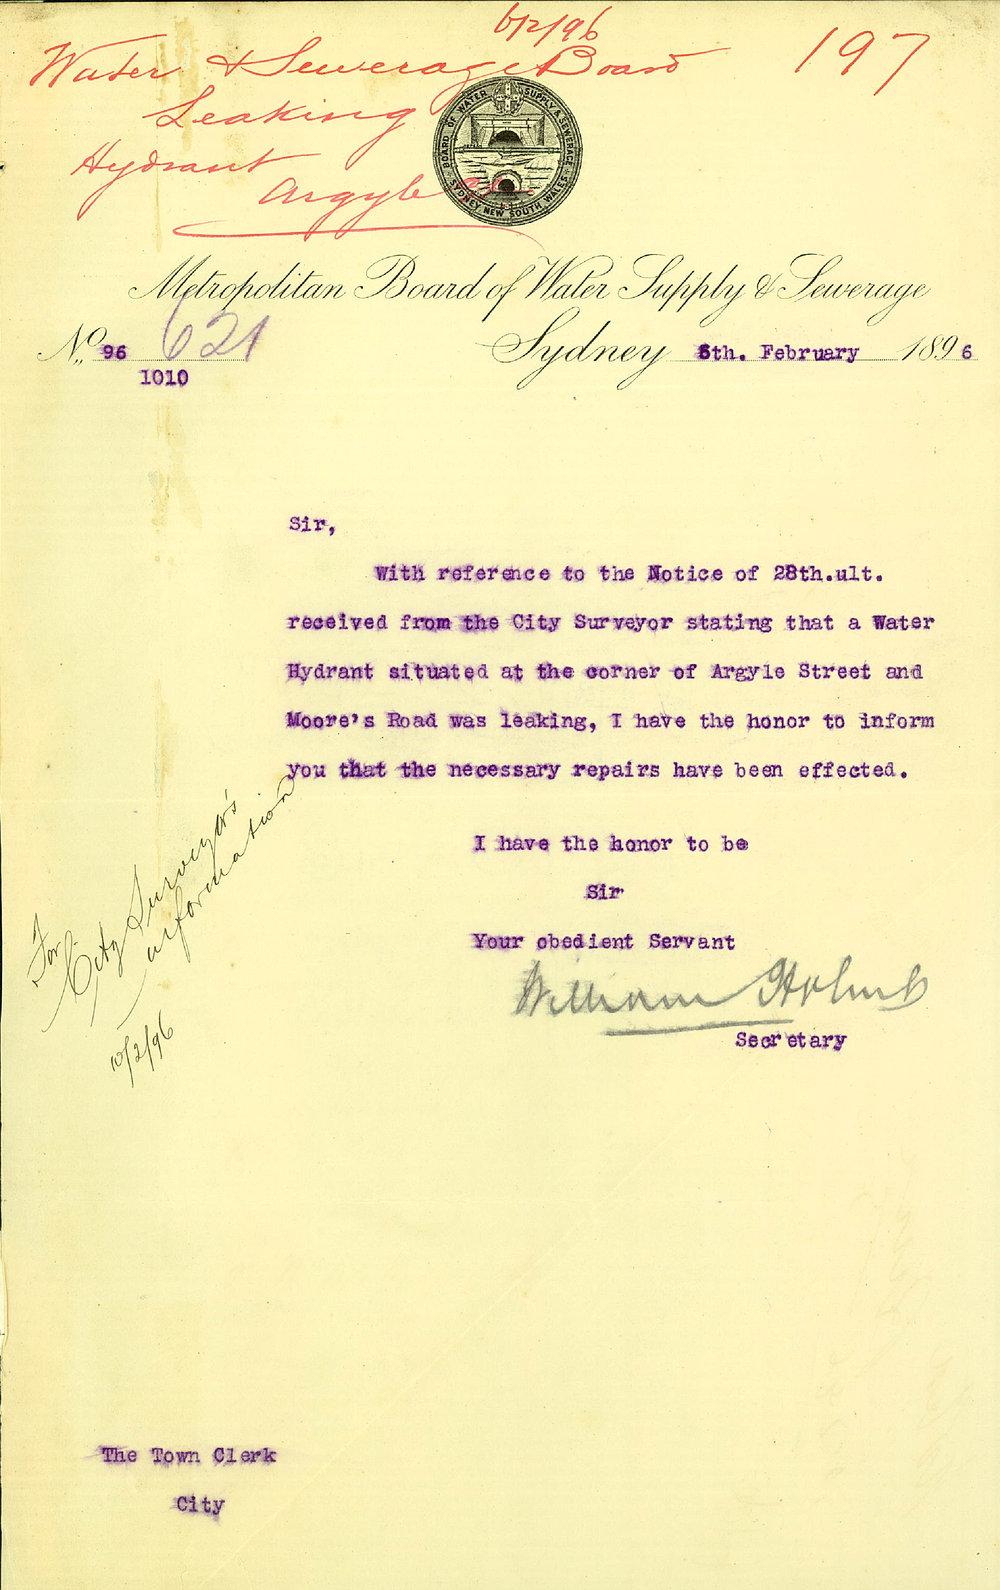 6/2/96
Water & Sewerage Board
197
Leaking
Hydrant
Argyle St.
BOARD OF WATER SUPPLY & SEWERAGE
SYDNEY NEW SOUTH WALES
Metropolitan Board of Water Supply & Sewerage
No. 96 621
1010
Sydney 5th. February 1896
Sir,
With reference to the Notice of 28th.ult.
received from the City Surveyor stating that a Water
Hydrant situated at the corner of Argyle Street and
Moore's Road was leaking, I have the honor to inform
you that the necessary repairs have been effected.
For City Surveyor's
information
10/2/96
I have the honor to be
Sir
Your obedient Servant
William Holmes
Secretary
The Town Clerk
City